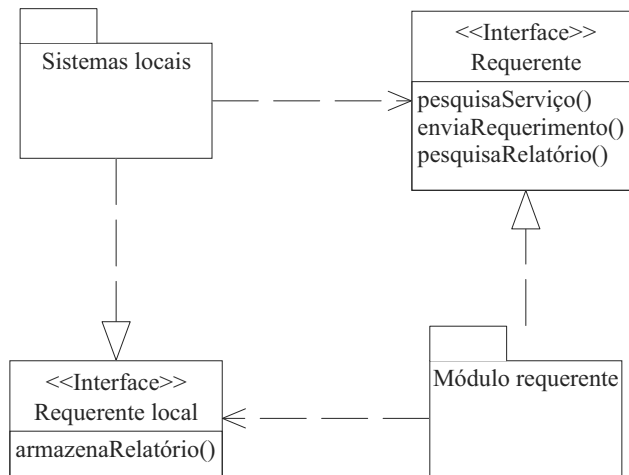 Sistemas locais
<<Interface>>
Requerente
pesquisaServiço()
enviaRequerimento()
pesquisaRelatório()
<<Interface>>
Requerente local
armazenaRelatório()
Módulo requerente